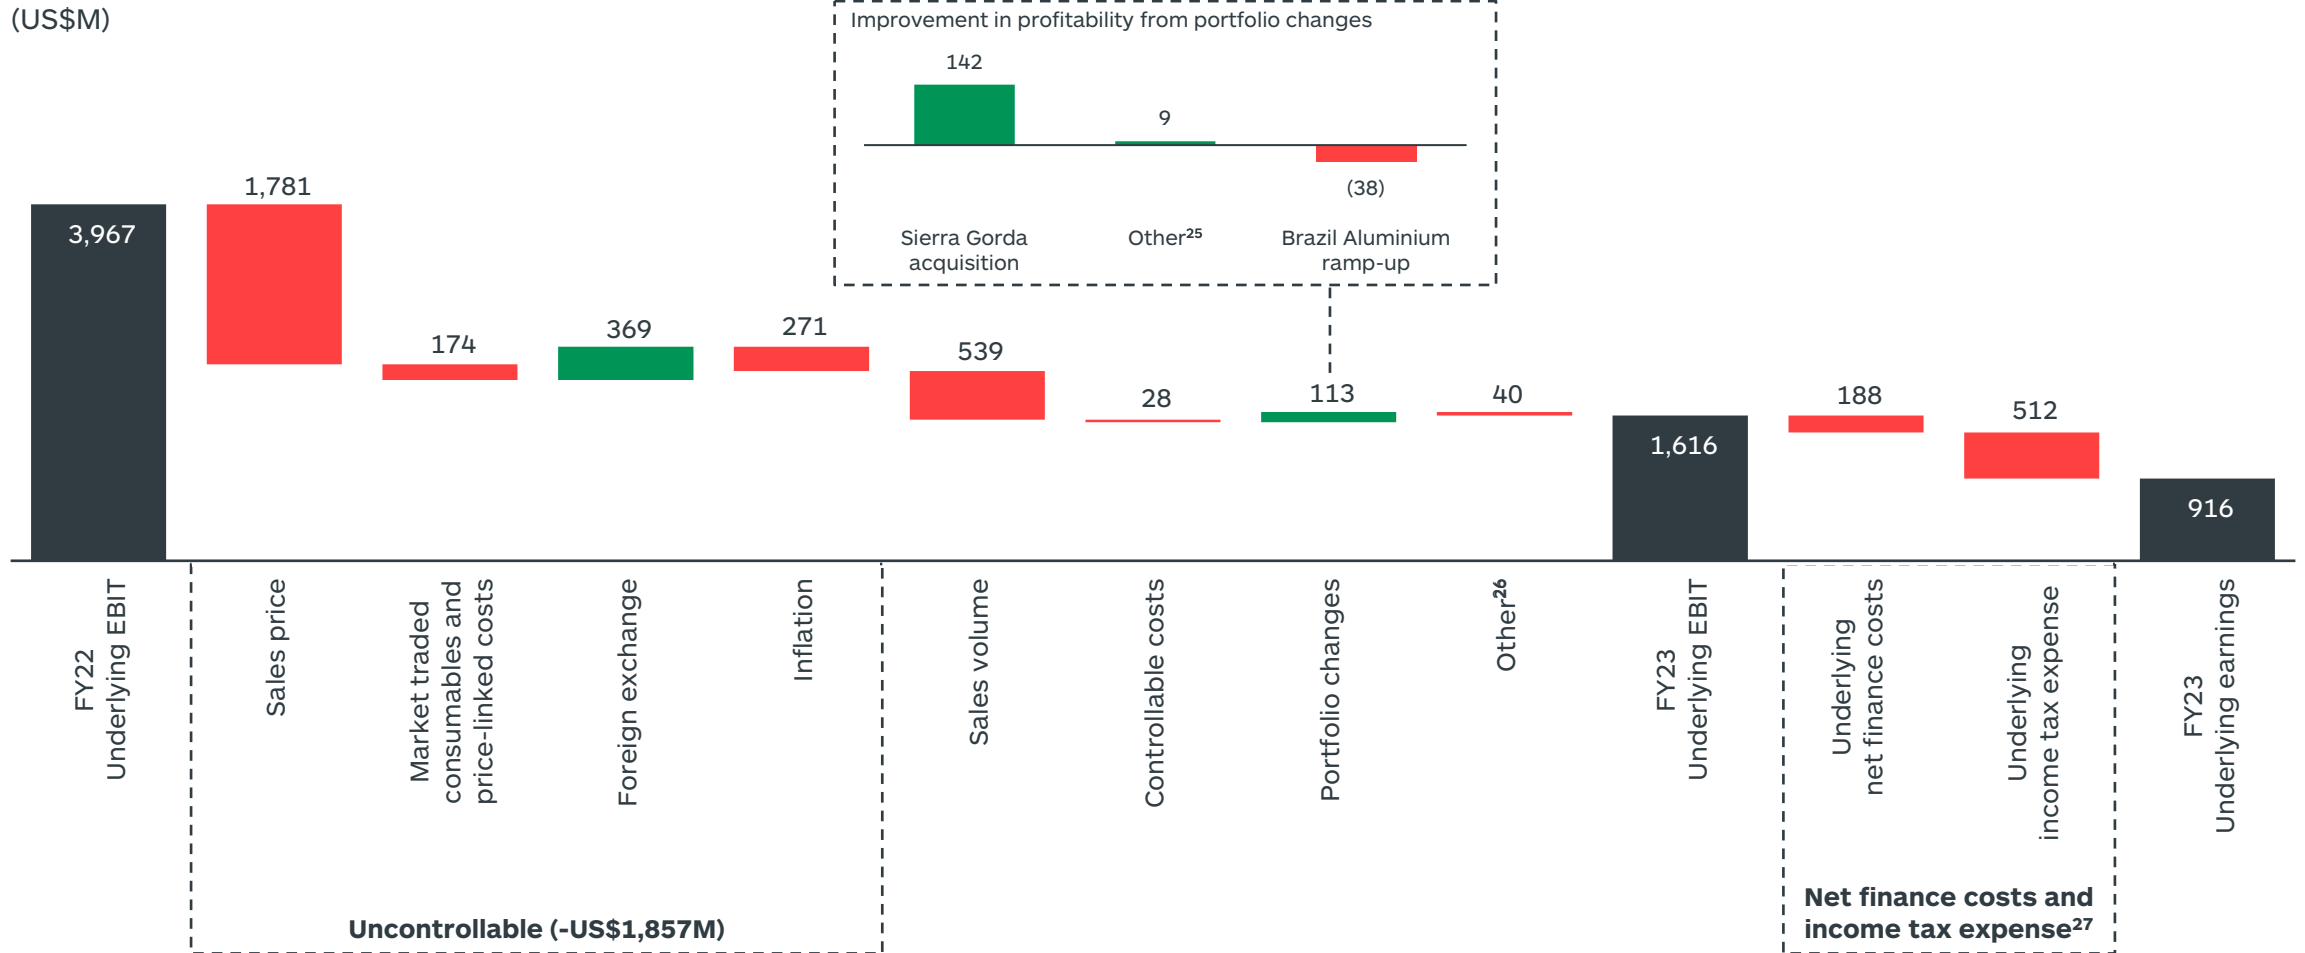 (US$M)
Improvement in profitability from portfolio changes
142
9
(38)
Sierra Gorda
acquisition
Other²⁵
Brazil Aluminium
ramp-up
3,967
1,781
174
369
271
539
28
113
40
1,616
188
512
916
FY22
Underlying EBIT
Sales price
Market traded
consumables and
price-linked costs
Foreign exchange
Inflation
Sales volume
Controllable costs
Portfolio changes
Other²⁶
FY23
Underlying EBIT
Underlying
net finance costs
Underlying
income tax expense
FY23
Underlying earnings
Uncontrollable (-US$1,857M)
Net finance costs and
income tax expense²⁷